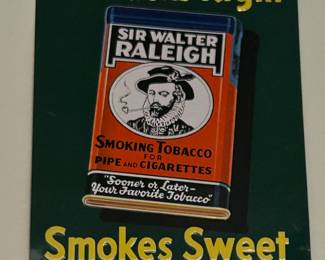 SIR WALTER
RALEIGH
SMOKING TOBACCO
FOR
PIPE AND CIGARETTES
"Sooner or Later-
Your Favorite Tobacco"
Smokes Sweet